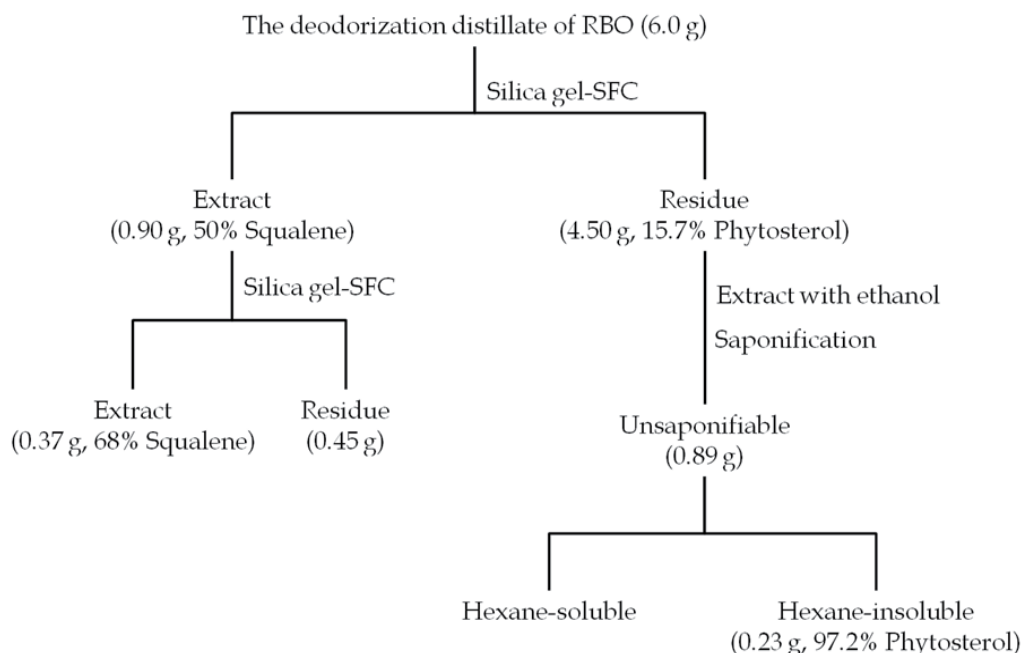 The deodorization distillate of RBO (6.0 g)
Silica gel-SFC
Extract
(0.90 g, 50% Squalene)
Residue
(4.50 g, 15.7% Phytosterol)
Silica gel-SFC
Extract with ethanol
Saponification
Extract
(0.37 g, 68% Squalene)
Residue
(0.45 g)
Unsaponifiable
(0.89 g)
Hexane-soluble
Hexane-insoluble
(0.23 g, 97.2% Phytosterol)